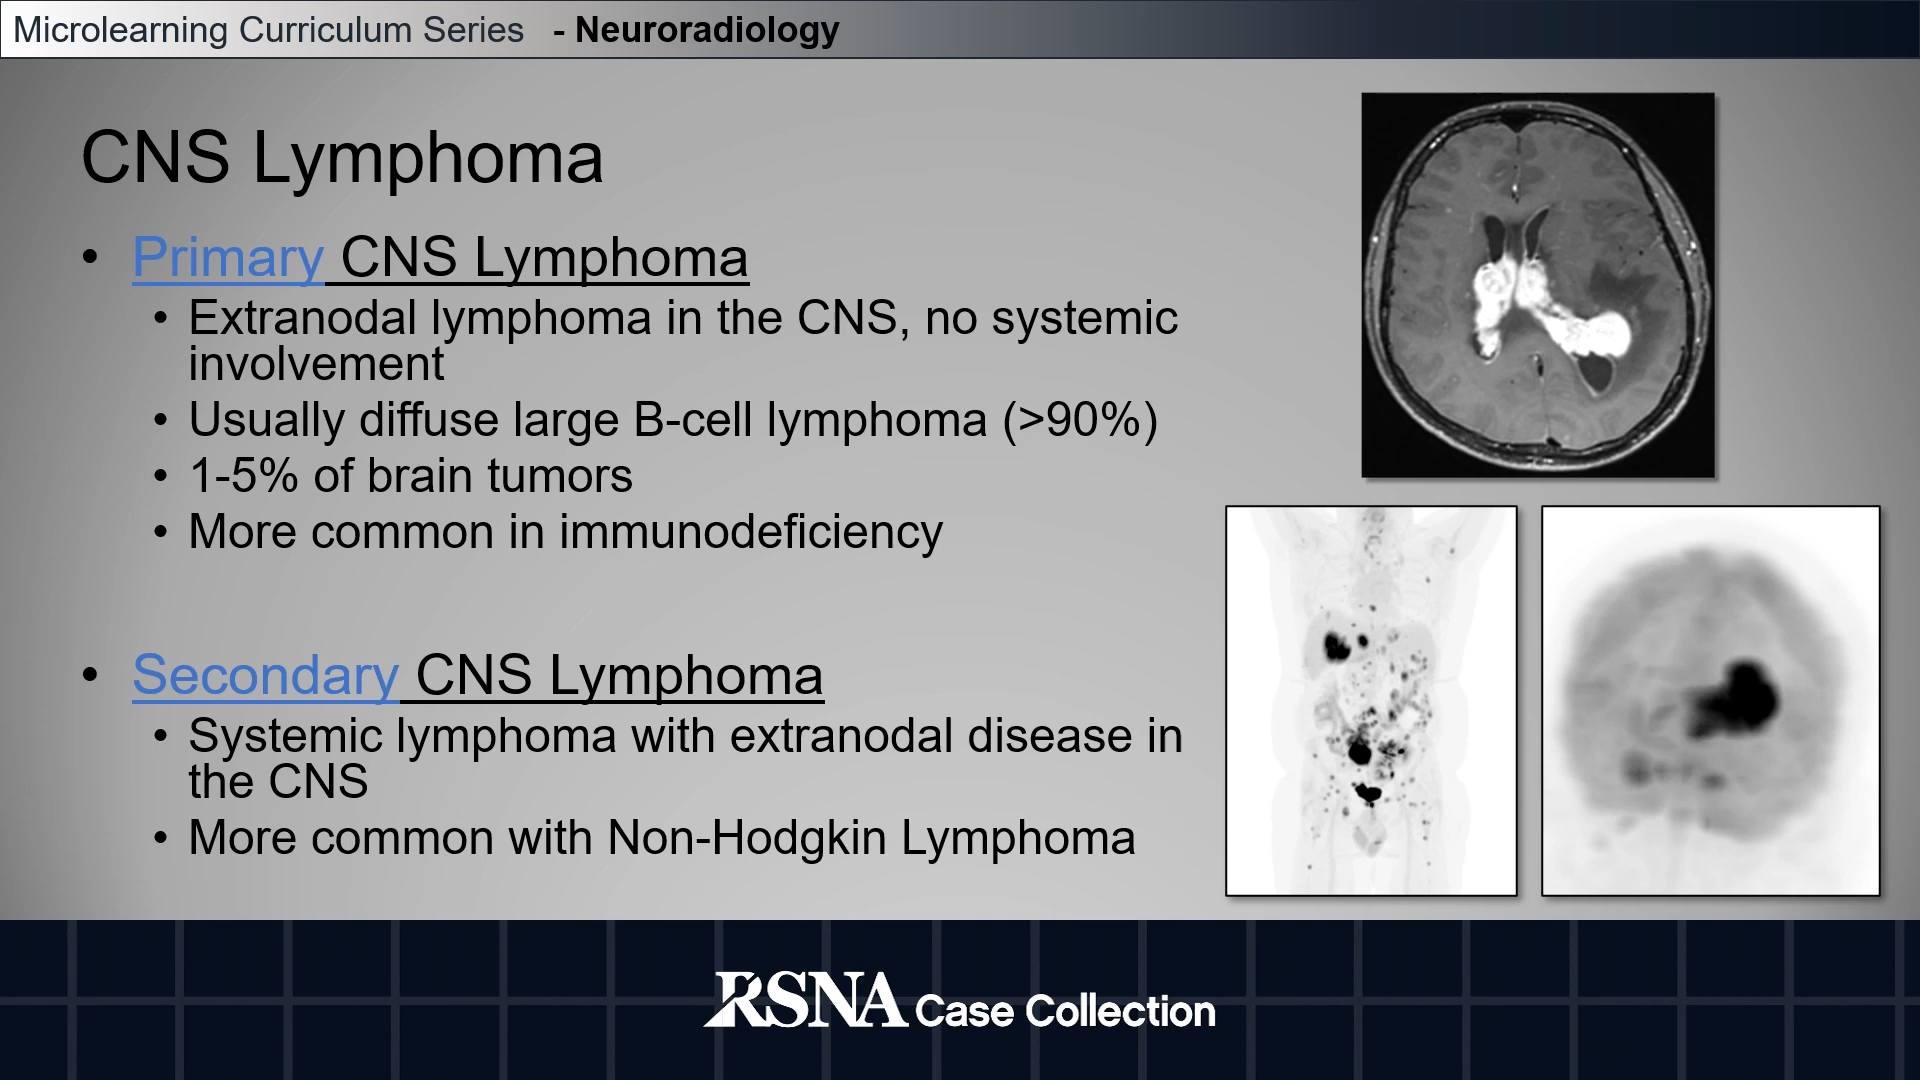 Microlearning Curriculum Series - Neuroradiology
CNS Lymphoma
• Primary CNS Lymphoma
• Extranodal lymphoma in the CNS, no systemic
involvement
• Usually diffuse large B-cell lymphoma (>90%)
• 1-5% of brain tumors
• More common in immunodeficiency
• Secondary CNS Lymphoma
• Systemic lymphoma with extranodal disease in
the CNS
• More common with Non-Hodgkin Lymphoma
RSNA Case Collection